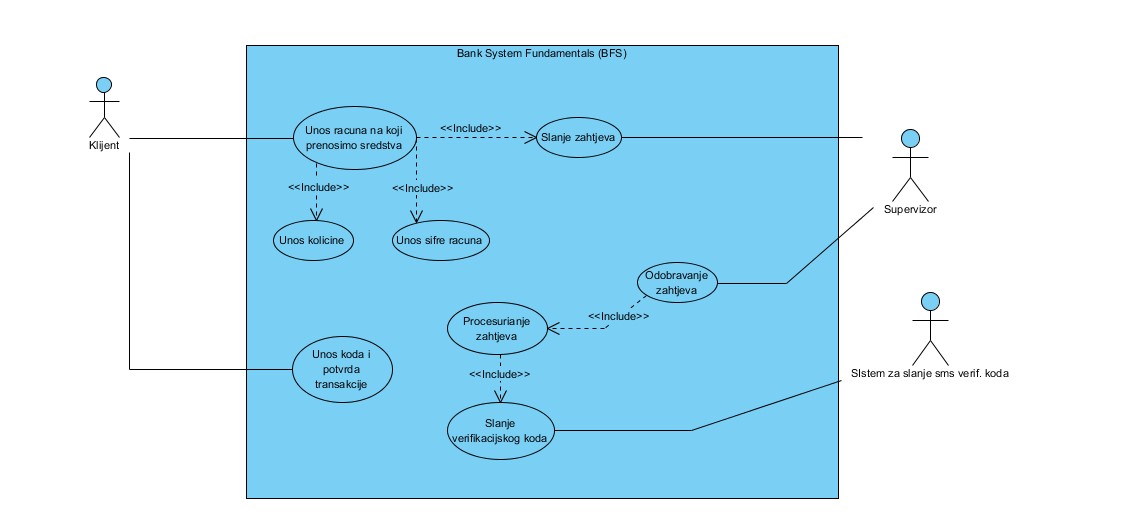 Bank System Fundamentals (BFS)
Klijent
Unos racuna na koji
prenosimo sredstva
<<Include>>
Slanje zahtjeva
<<Include>>
<<Include>>
Unos kolicine
Unos sifre racuna
Supervizor
Odobravanje
zahtjeva
<<Include>>
Procesurianje
zahtjeva
<<Include>>
Slanje
verifikacijskog koda
SIstem za slanje sms verif. koda
Unos koda i
potvrda
transakcije